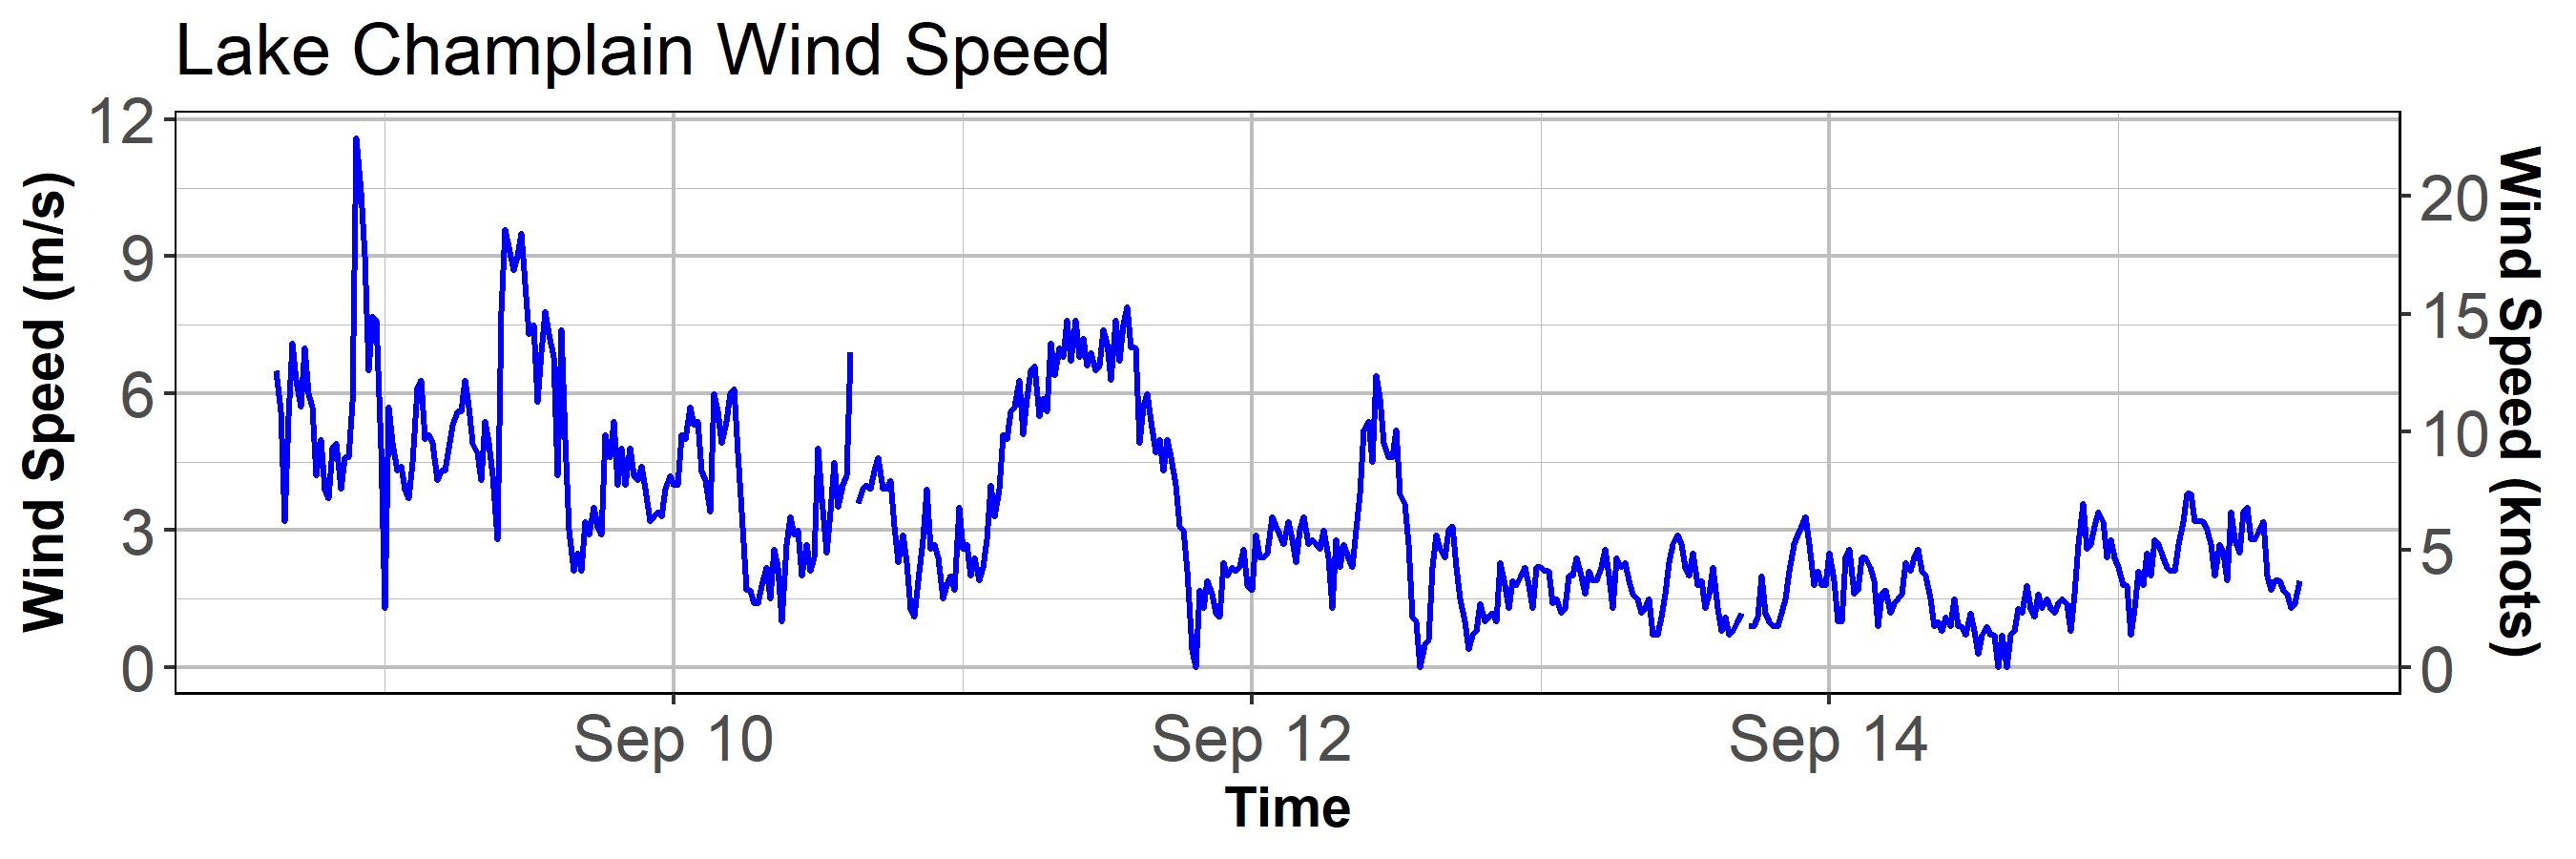 Lake Champlain Wind Speed
Wind Speed (m/s)
12
9
6
3
0
20
15
10
5
0
Wind Speed (knots)
Sep 10
Sep 12
Sep 14
Time